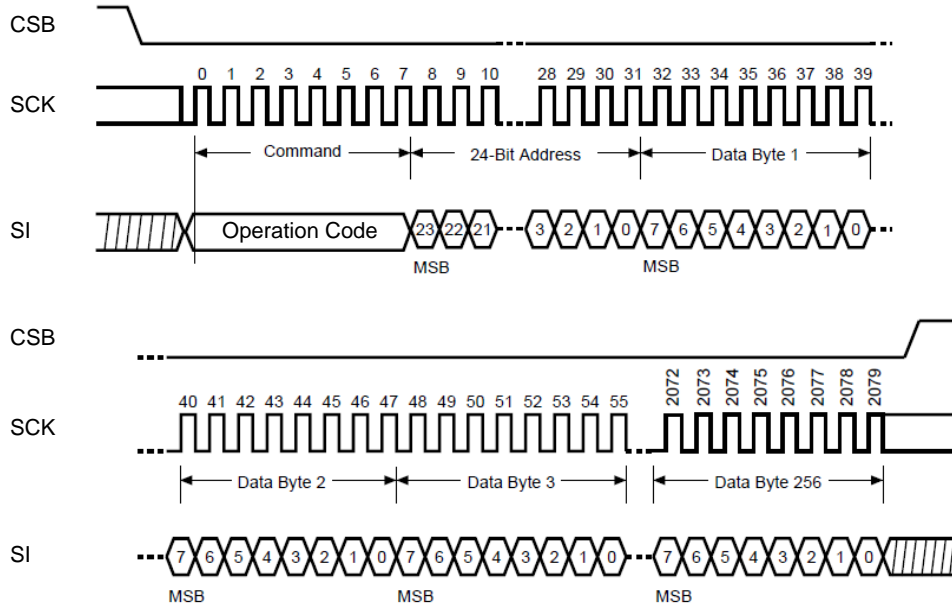 CSB
0 1 2 3 4 5 6 7 8 9 10 28 29 30 31 32 33 34 35 36 37 38 39
SCK
Command 24-Bit Address Data Byte 1
SI Operation Code 23 22 21 3 2 1 0 7 6 5 4 3 2 1 0
MSB MSB
CSB
40 41 42 43 44 45 46 47 48 49 50 51 52 53 54 55 2072 2073 2074 2075 2076 2077 2078 2079
SCK
Data Byte 2 Data Byte 3 Data Byte 256
SI 7 6 5 4 3 2 1 0 7 6 5 4 3 2 1 0 7 6 5 4 3 2 1 0
MSB MSB MSB